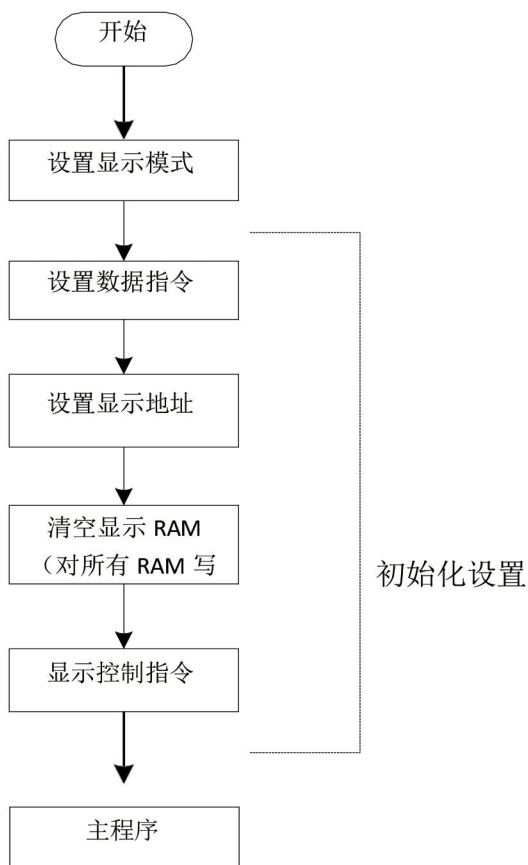 开始
设置显示模式
设置数据指令
设置显示地址
清空显示 RAM
（对所有 RAM 写
初始化设置
显示控制指令
主程序